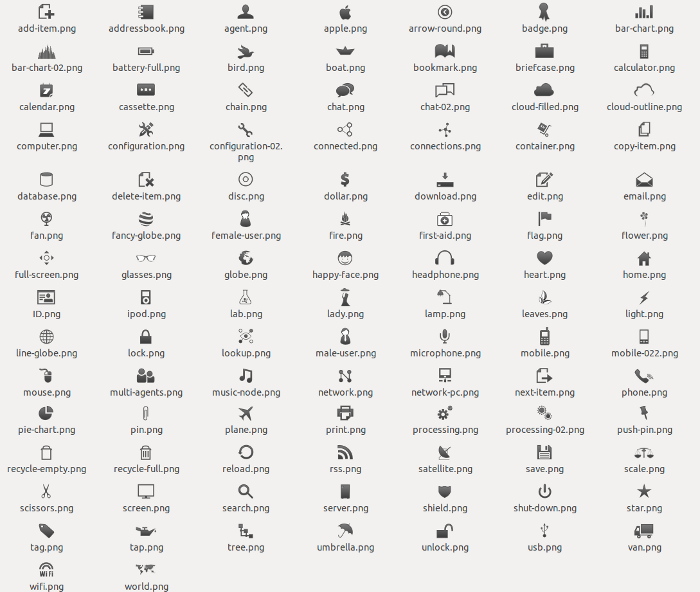 add-item.png addressbook.png agent.png apple.png arrow-round.png badge.png bar-chart.png
bar-chart-02.png battery-full.png bird.png boat.png bookmark.png briefcase.png calculator.png
calendar.png cassette.png chain.png chat.png chat-02.png cloud-filled.png cloud-outline.png
computer.png configuration.png configuration-02. connected.png connections.png container.png copy-item.png
png
database.png delete-item.png disc.png dollar.png download.png edit.png email.png
fan.png fancy-globe.png female-user.png fire.png first-aid.png flag.png flower.png
full-screen.png glasses.png globe.png happy-face.png headphone.png heart.png home.png
ID.png ipod.png lab.png lady.png lamp.png leaves.png light.png
line-globe.png lock.png lookup.png male-user.png microphone.png mobile.png mobile-022.png
mouse.png multi-agents.png music-node.png network.png network-pc.png next-item.png phone.png
pie-chart.png pin.png plane.png print.png processing.png processing-02.png push-pin.png
recycle-empty.png recycle-full.png reload.png rss.png satellite.png save.png scale.png
scissors.png screen.png search.png server.png shield.png shut-down.png star.png
tag.png tap.png tree.png umbrella.png unlock.png usb.png van.png
WiFi
wifi.png world.png